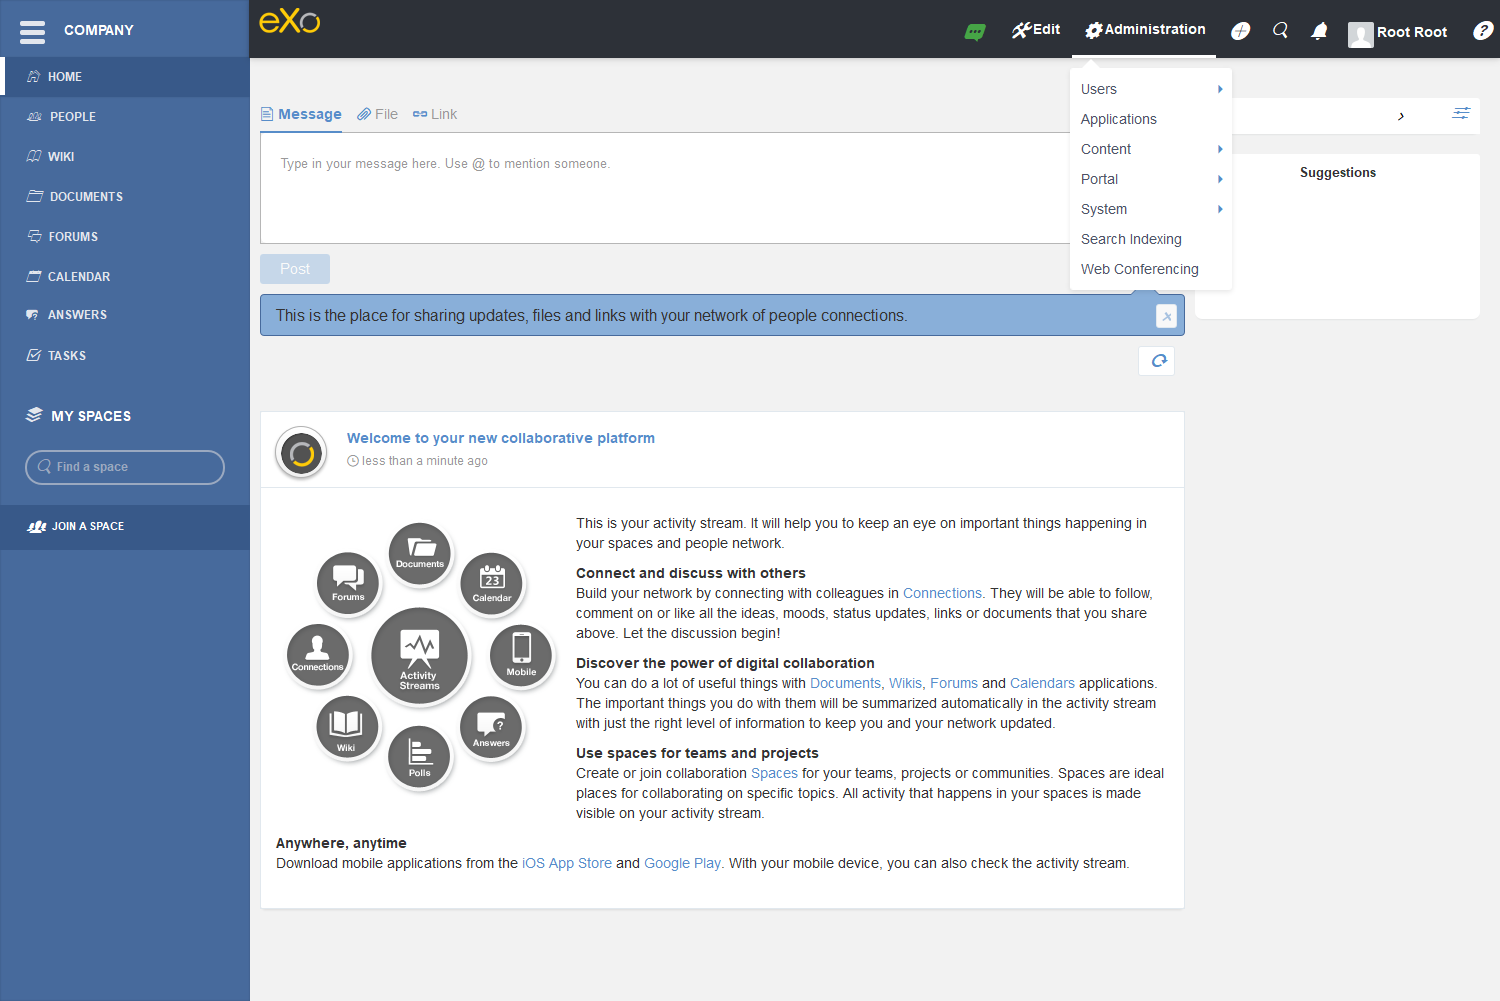 COMPANY
eXo
Edit
Administration
Root Root
?
HOME
PEOPLE
WIKI
DOCUMENTS
FORUMS
CALENDAR
ANSWERS
TASKS
MY SPACES
Find a space
JOIN A SPACE
Message
File
Link
Type in your message here. Use @ to mention someone.
Post
Users
Applications
Content
Portal
System
Search Indexing
Web Conferencing
Suggestions
This is the place for sharing updates, files and links with your network of people connections.
x
Welcome to your new collaborative platform
less than a minute ago
Documents
Forums
23
Calendar
Connections
Activity
Streams
Mobile
Wiki
?
Answers
Polls
This is your activity stream. It will help you to keep an eye on important things happening in
your spaces and people network.
Connect and discuss with others
Build your network by connecting with colleagues in Connections. They will be able to follow,
comment on or like all the ideas, moods, status updates, links or documents that you share
above. Let the discussion begin!
Discover the power of digital collaboration
You can do a lot of useful things with Documents, Wikis, Forums and Calendars applications.
The important things you do with them will be summarized automatically in the activity stream
with just the right level of information to keep you and your network updated.
Use spaces for teams and projects
Create or join collaboration Spaces for your teams, projects or communities. Spaces are ideal
places for collaborating on specific topics. All activity that happens in your spaces is made
visible on your activity stream.
Anywhere, anytime
Download mobile applications from the iOS App Store and Google Play. With your mobile device, you can also check the activity stream.